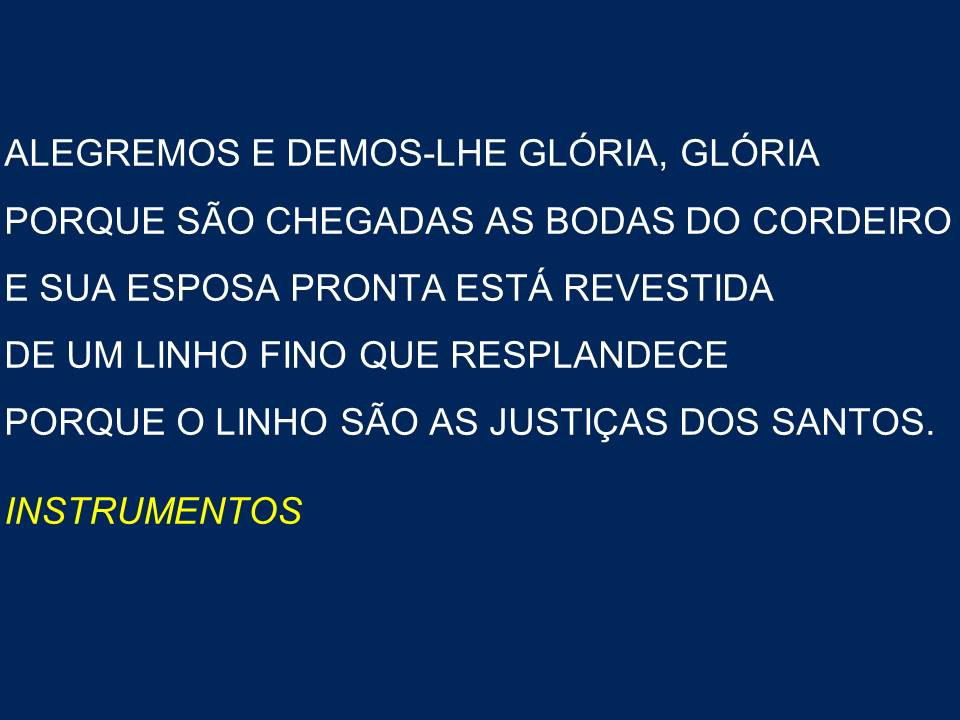 ALEGREMOS E DEMOS-LHE GLÓRIA, GLÓRIA
PORQUE SÃO CHEGADAS AS BODAS DO CORDEIRO
E SUA ESPOSA PRONTA ESTÁ REVESTIDA
DE UM LINHO FINO QUE RESPLANDECE
PORQUE O LINHO SÃO AS JUSTIÇAS DOS SANTOS.
INSTRUMENTOS